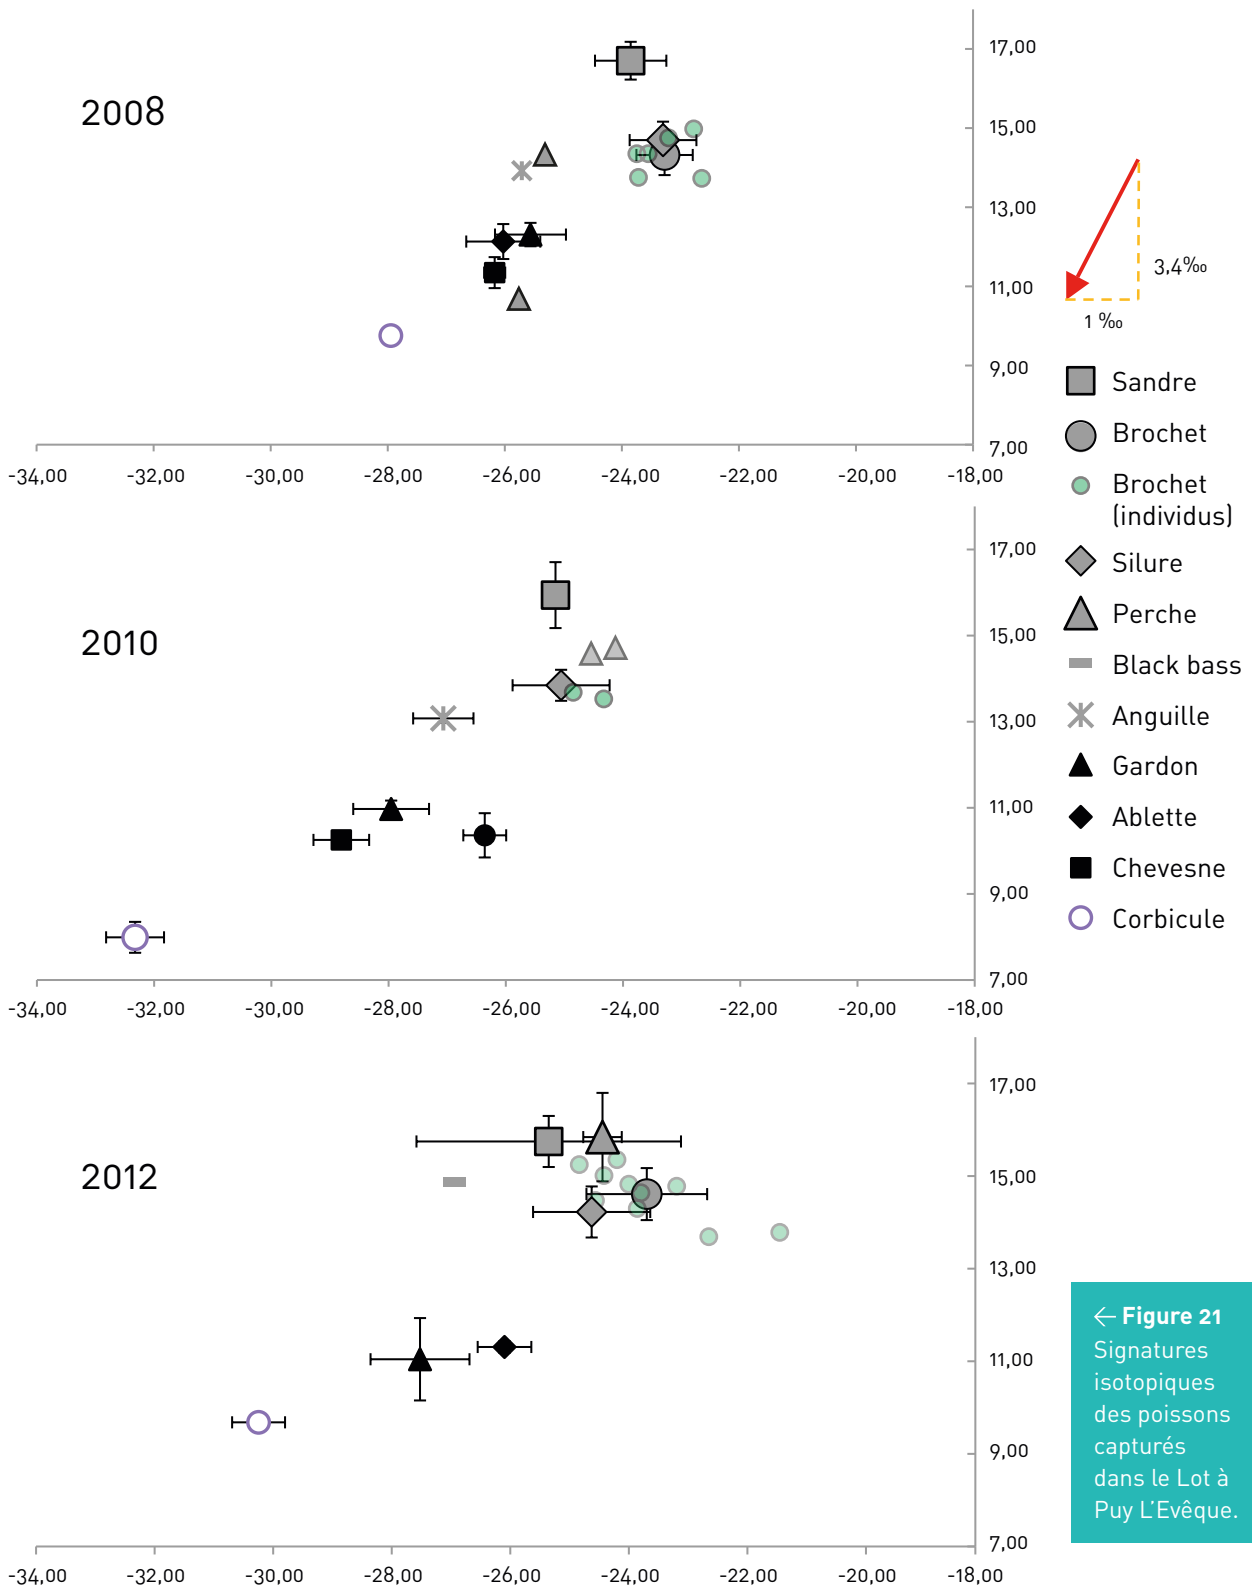 2008
17,00
15,00
13,00
11,00
9,00
7,00
-34,00 -32,00 -30,00 -28,00 -26,00 -24,00 -22,00 -20,00 -18,00
2010
17,00
15,00
13,00
11,00
9,00
7,00
-34,00 -32,00 -30,00 -28,00 -26,00 -24,00 -22,00 -20,00 -18,00
2012
17,00
15,00
13,00
11,00
9,00
7,00
-34,00 -32,00 -30,00 -28,00 -26,00 -24,00 -22,00 -20,00 -18,00
3,4‰
1 ‰
Sandre
Brochet
Brochet
(individus)
Silure
Perche
Black bass
Anguille
Gardon
Ablette
Chevesne
Corbicule
← Figure 21
Signatures
isotopiques
des poissons
capturés
dans le Lot à
Puy L'Evêque.